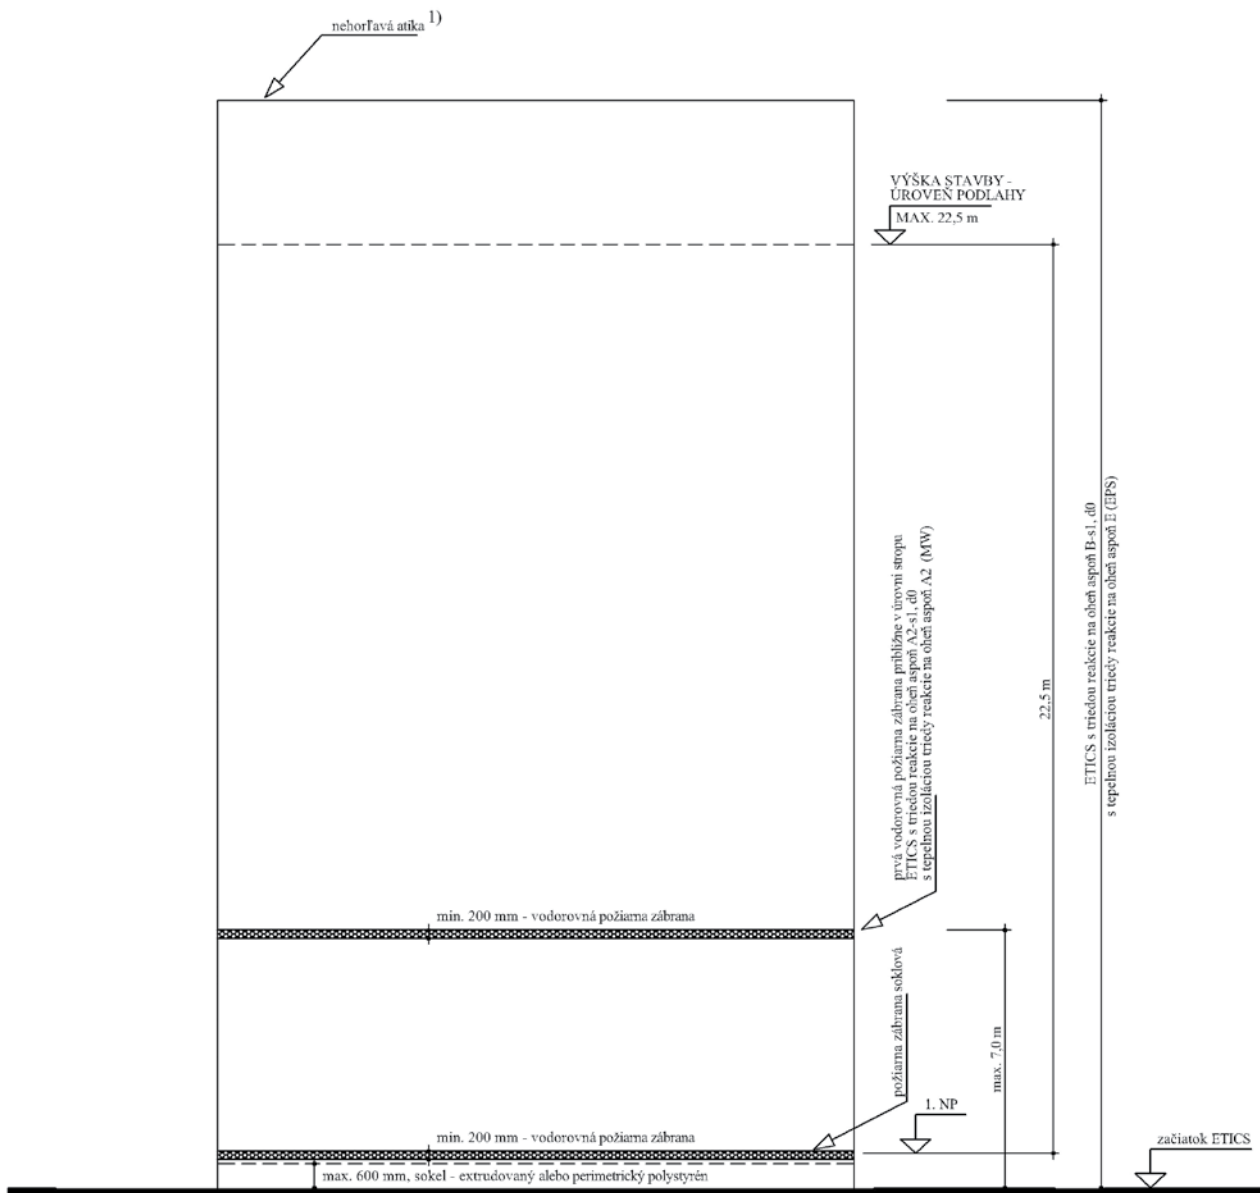 nehorľavá atika 1)
VÝŠKA STAVBY -
ÚROVEŇ PODLAHY
MAX. 22,5 m
ETICS s triedou reakcie na oheň aspoň B-s1, d0
s tepelnou izoláciou triedy reakcie na oheň aspoň E (EPS)
22,5 m
prvá vodorovná požiarna zábrana približne v úrovni stropu
ETICS s triedou reakcie na oheň aspoň A2-s1, d0
s tepelnou izoláciou triedy reakcie na oheň aspoň A2 (MW)
min. 200 mm - vodorovná požiarna zábrana
požiarna zábrana soklová
max. 7,0 m
1. NP
min. 200 mm - vodorovná požiarna zábrana
začiatok ETICS
max. 600 mm, sokel - extrudovaný alebo perimetrický polystyrén